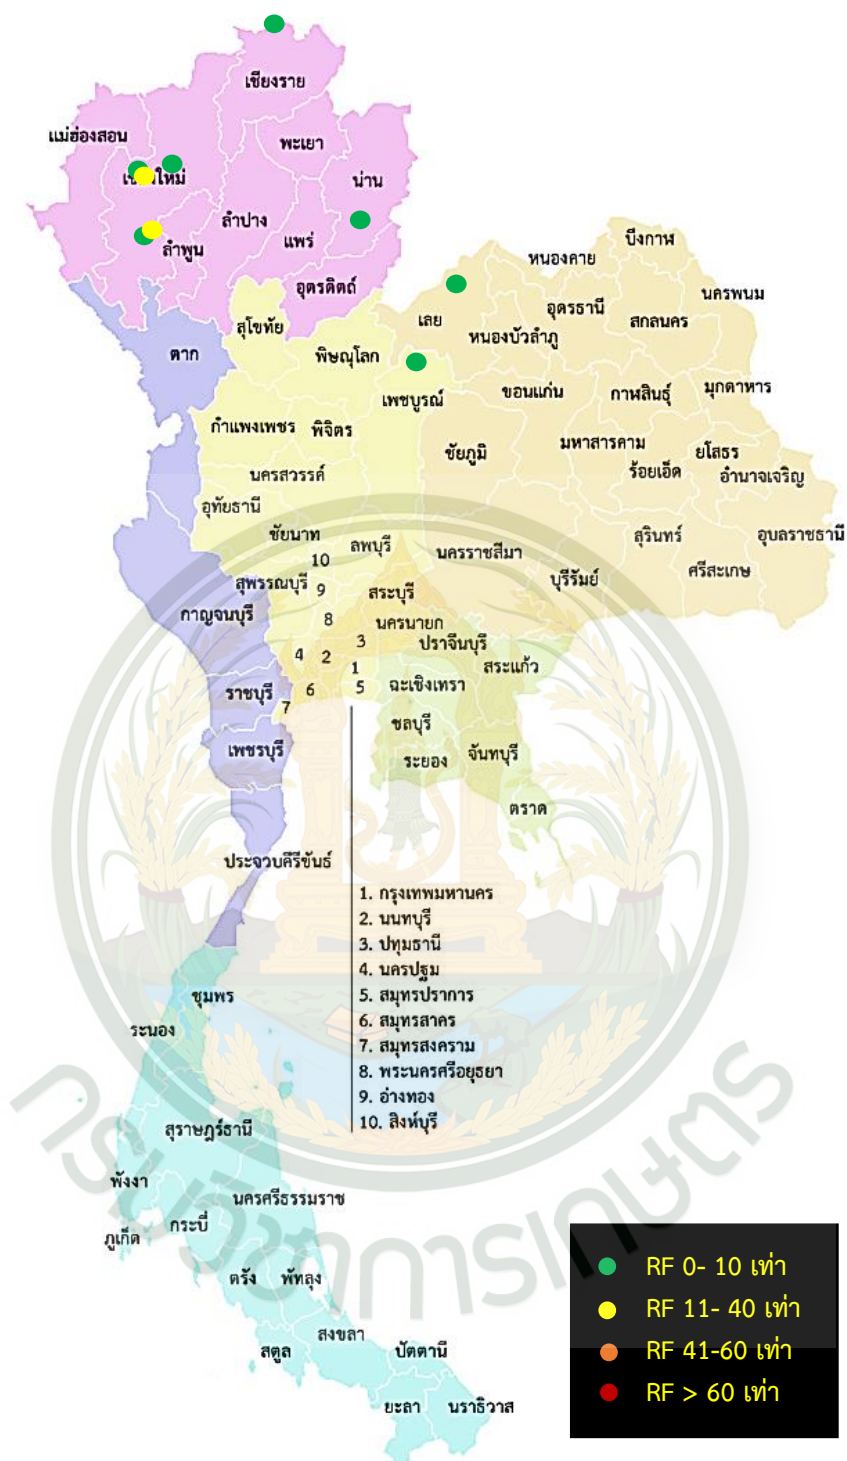 เชียงราย
แม่ฮ่องสอน
พะเยา
เชียงใหม่
น่าน
ลำปาง
แพร่
ลำพูน
อุตรดิตถ์
บึงกาฬ
หนองคาย
นครพนม
อุดรธานี
สกลนคร
เลย
หนองบัวลำภู
สุโขทัย
ตาก
พิษณุโลก
เพชบูรณ์
ขอนแก่น
กาฬสินธุ์
มุกดาหาร
กำแพงเพชร
พิจิตร
ชัยภูมิ
มหาสารคาม
ยโสธร
ร้อยเอ็ด
อำนาจเจริญ
นครสวรรค์
อุทัยธานี
ชัยนาท
ลพบุรี
นครราชสีมา
สุรินทร์
อุบลราชธานี
บุรีรัมย์
ศรีสะเกษ
10
สุพรรณบุรี
9
สระบุรี
กาญจนบุรี
8
นครนายก
3
ปราจีนบุรี
4
2
1
สระแก้ว
ราชบุรี
6
5
ฉะเชิงเทรา
7
ชลบุรี
เพชรบุรี
ระยอง
จันทบุรี
ตราด
ประจวบคีรีขันธ์
1. กรุงเทพมหานคร
2. นนทบุรี
3. ปทุมธานี
4. นครปฐม
5. สมุทรปราการ
6. สมุทรสาคร
7. สมุทรสงคราม
8. พระนครศรีอยุธยา
9. อ่างทอง
10. สิงห์บุรี
ชุมพร
ระนอง
สุราษฎร์ธานี
พังงา
นครศรีธรรมราช
กระบี่
ภูเก็ต
ตรัง
พัทลุง
สงขลา
สตูล
ปัตตานี
ยะลา
นราธิวาส
กรมวิชาการเกษตร
RF 0- 10 เท่า
RF 11- 40 เท่า
RF 41-60 เท่า
RF > 60 เท่า